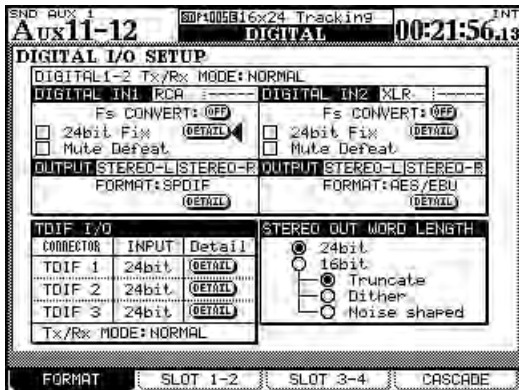 SND AUX 1 16x24 Tracking INT
AUX11-12 DIGITAL 00:21:56.13
DIGITAL I/O SETUP
DIGITAL1-2 Tx/Rx MODE:NORMAL
DIGITAL IN1 RCA :----- DIGITAL IN2 XLR :-----
Fs CONVERT: OFF Fs CONVERT: OFF
24bit Fix DETAIL 24bit Fix DETAIL
Mute Defeat Mute Defeat
OUTPUT STEREO-L STEREO-R OUTPUT STEREO-L STEREO-R
FORMAT:SPDIF FORMAT:AES/EBU
DETAIL DETAIL
TDIF I/O STEREO OUT WORD LENGTH
CONNECTOR INPUT Detail 24bit
TDIF 1 24bit DETAIL 16bit
Truncate
TDIF 2 24bit DETAIL Dither
TDIF 3 24bit DETAIL Noise shaped
Tx/Rx MODE:NORMAL
FORMAT SLOT 1-2 SLOT 3-4 CASCADE